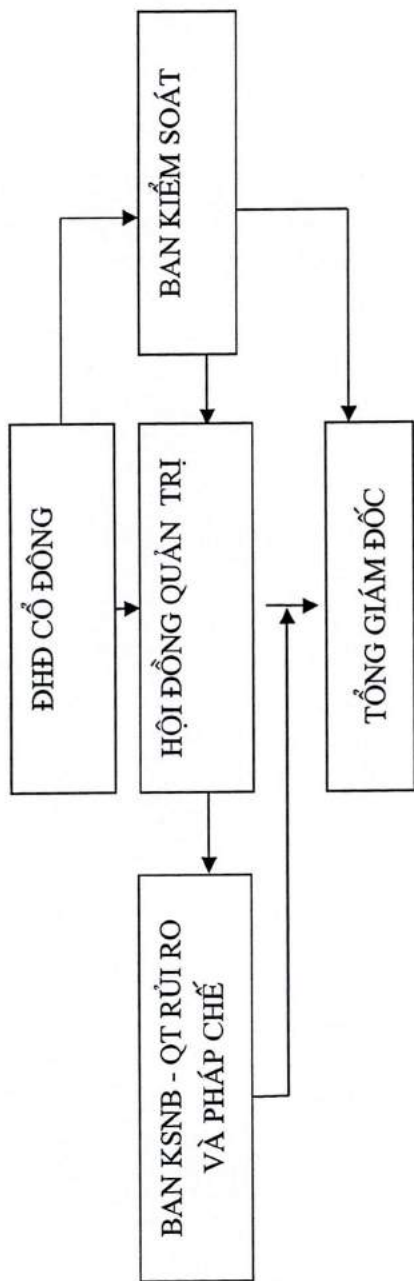 ĐHĐ CỔ ĐÔNG
BAN KSNB - QT RỦI RO
VÀ PHÁP CHẾ
HỘI ĐỒNG QUẢN TRỊ
BAN KIỂM SOÁT
TỔNG GIÁM ĐỐC